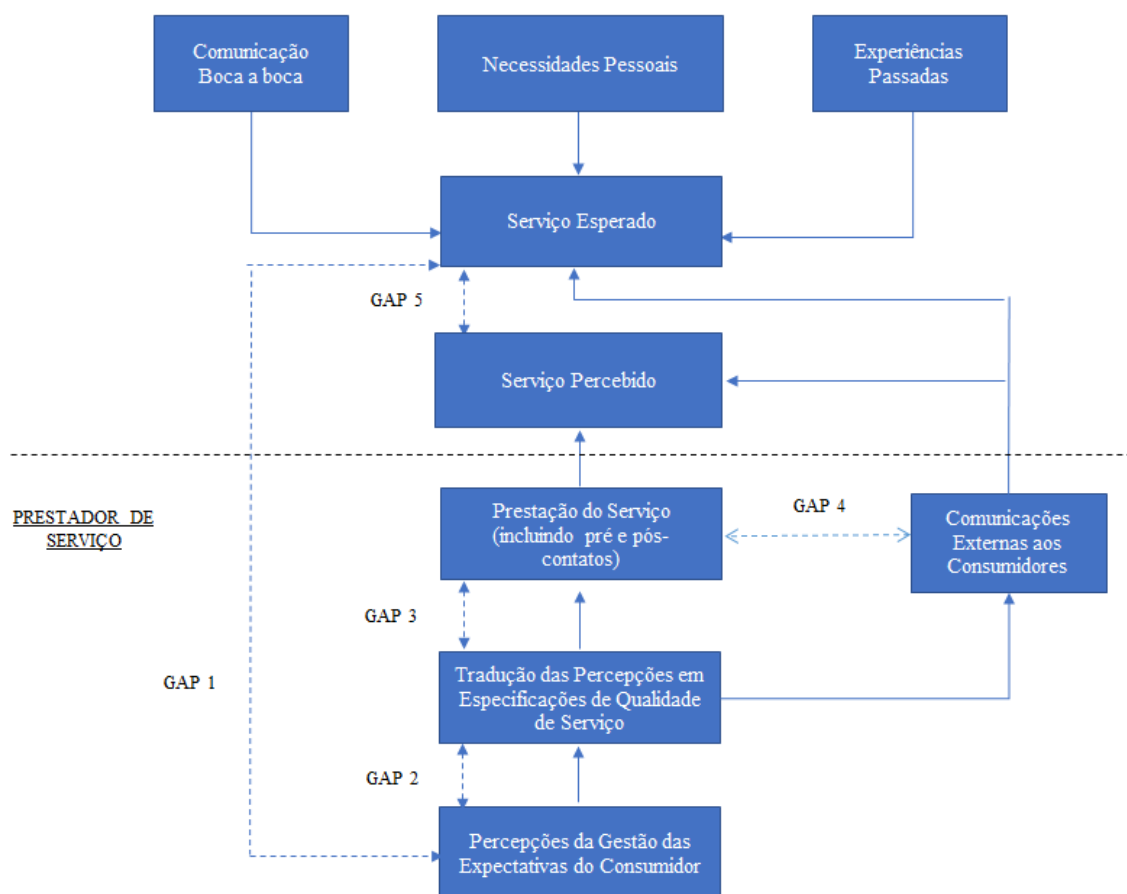 Comunicação
Boca a boca
Necessidades Pessoais
Experiências
Passadas
Serviço Esperado
GAP 5
Serviço Percebido
PRESTADOR DE
SERVIÇO
Prestação do Serviço
(incluindo pré e pós-
contatos)
GAP 4
Comunicações
Externas aos
Consumidores
GAP 3
GAP 1
Tradução das Percepções em
Especificações de Qualidade
de Serviço
GAP 2
Percepções da Gestão das
Expectativas do Consumidor